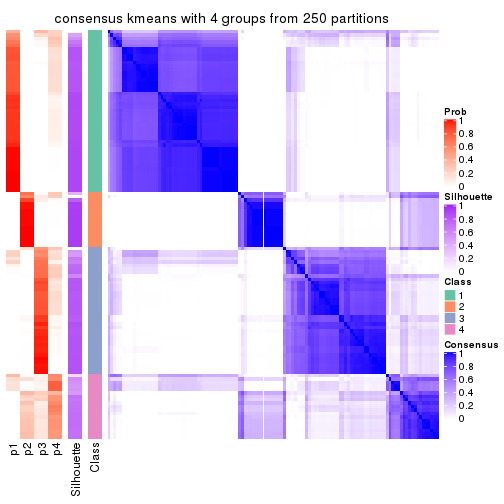 consensus kmeans with 4 groups from 250 partitions
Prob
1
0.8
0.6
0.4
0.2
0
Silhouette
1
0.8
0.6
0.4
0.2
0
Class
1
2
3
4
Consensus
1
0.8
0.6
0.4
0.2
0
p1
p2
p3
p4
Silhouette
Class